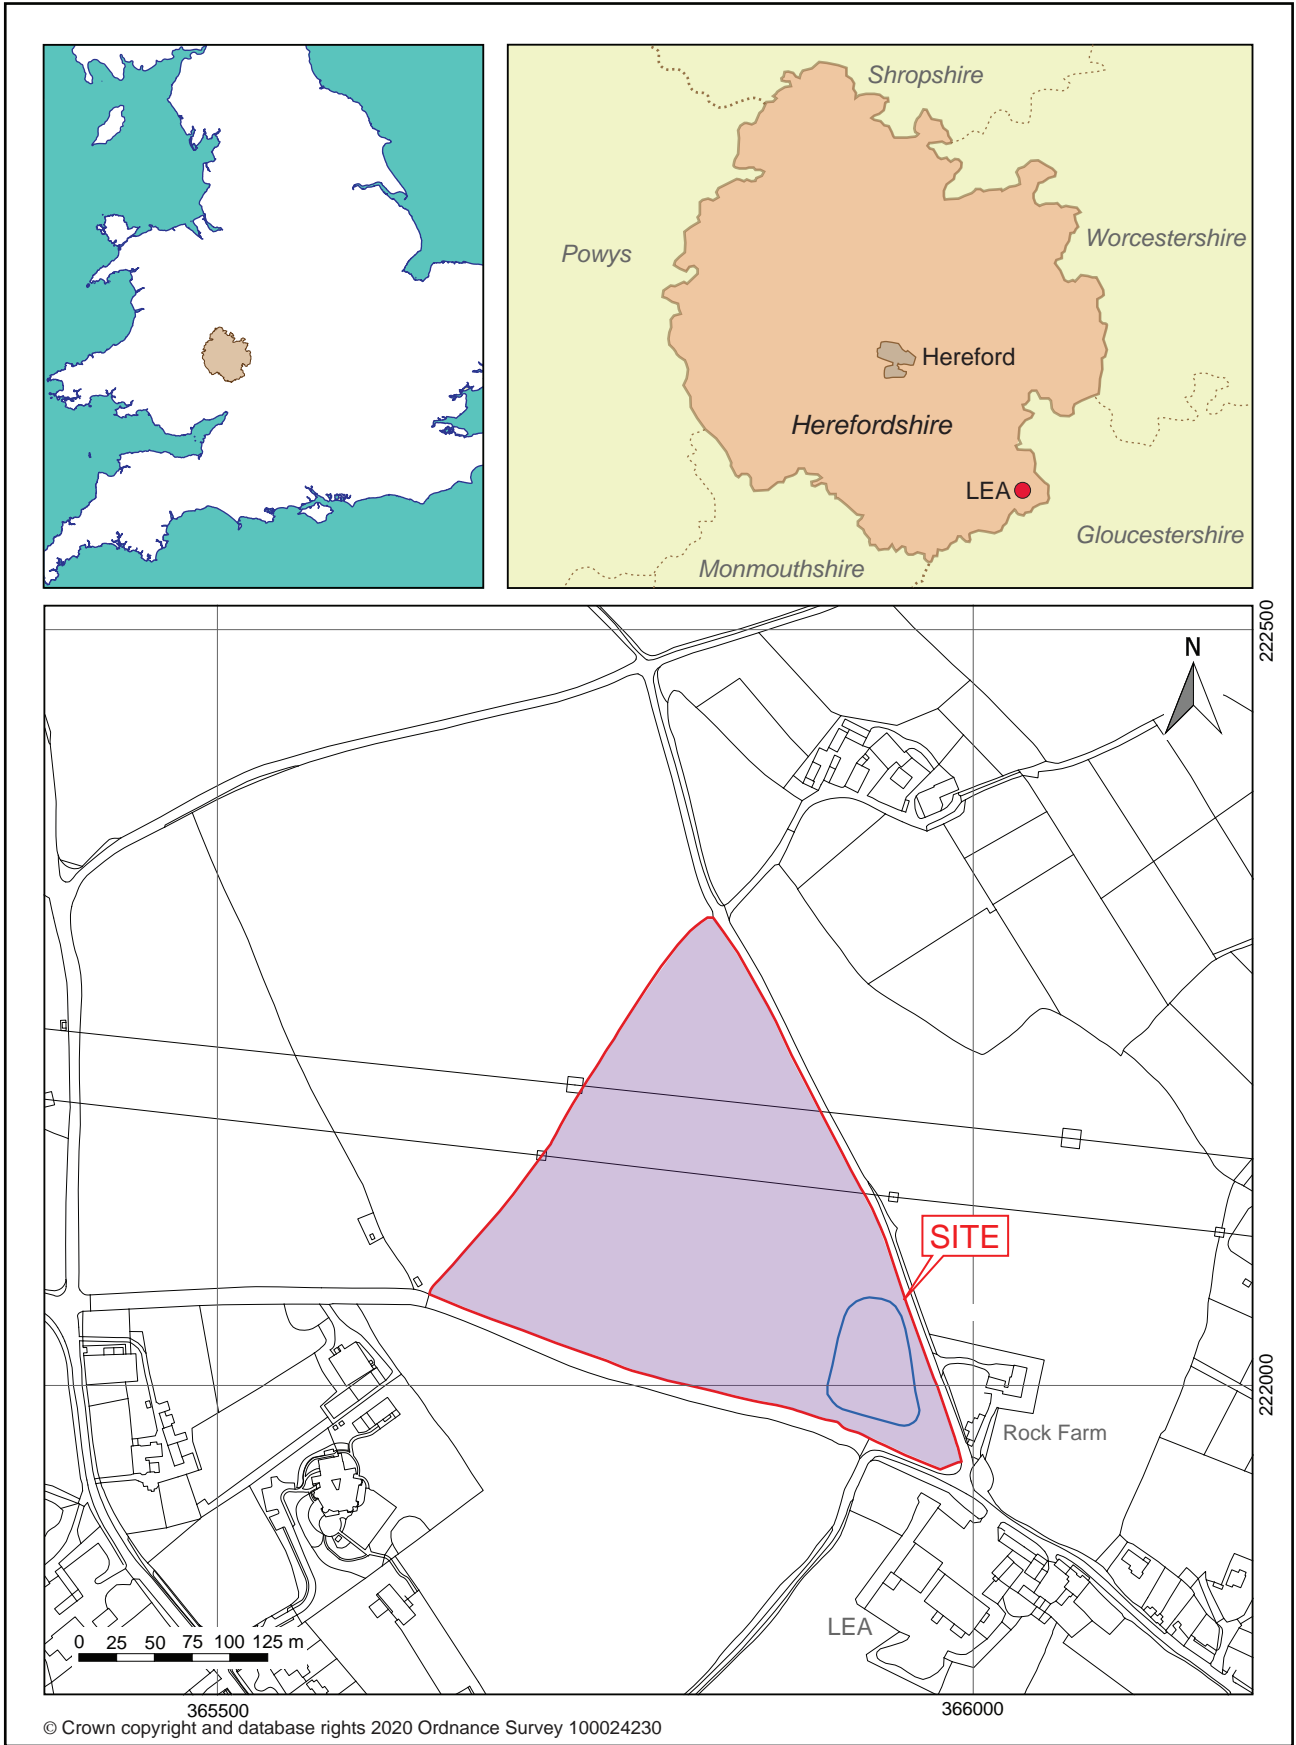 Shropshire
Powys
Worcestershire
Hereford
Herefordshire
LEA
Gloucestershire
Monmouthshire
222500
N
SITE
222000
Rock Farm
LEA
0 25 50 75 100 125 m
365500
366000
© Crown copyright and database rights 2020 Ordnance Survey 100024230